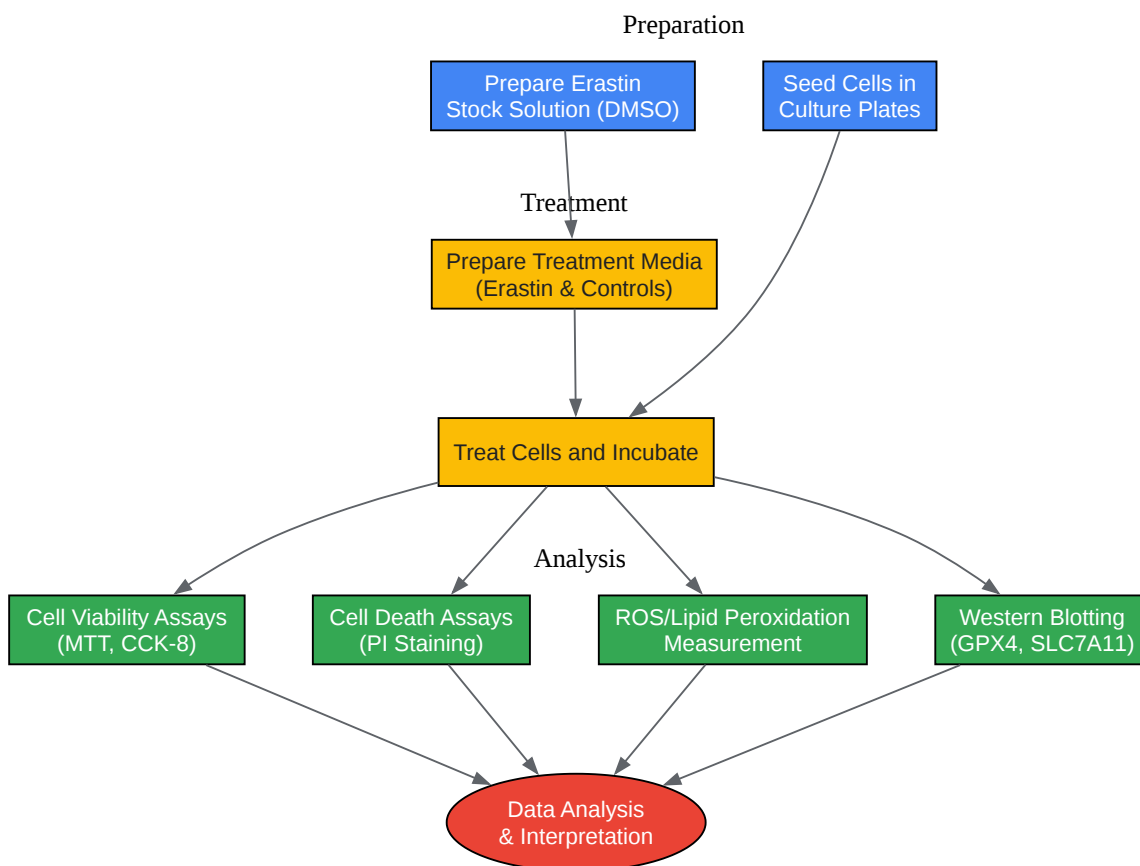 Preparation
Prepare Erastin
Stock Solution (DMSO)
Seed Cells in
Culture Plates
Treatment
Prepare Treatment Media
(Erastin & Controls)
Treat Cells and Incubate
Analysis
Cell Viability Assays
(MTT, CCK-8)
Cell Death Assays
(PI Staining)
ROS/Lipid Peroxidation
Measurement
Western Blotting
(GPX4, SLC7A11)
Data Analysis
& Interpretation